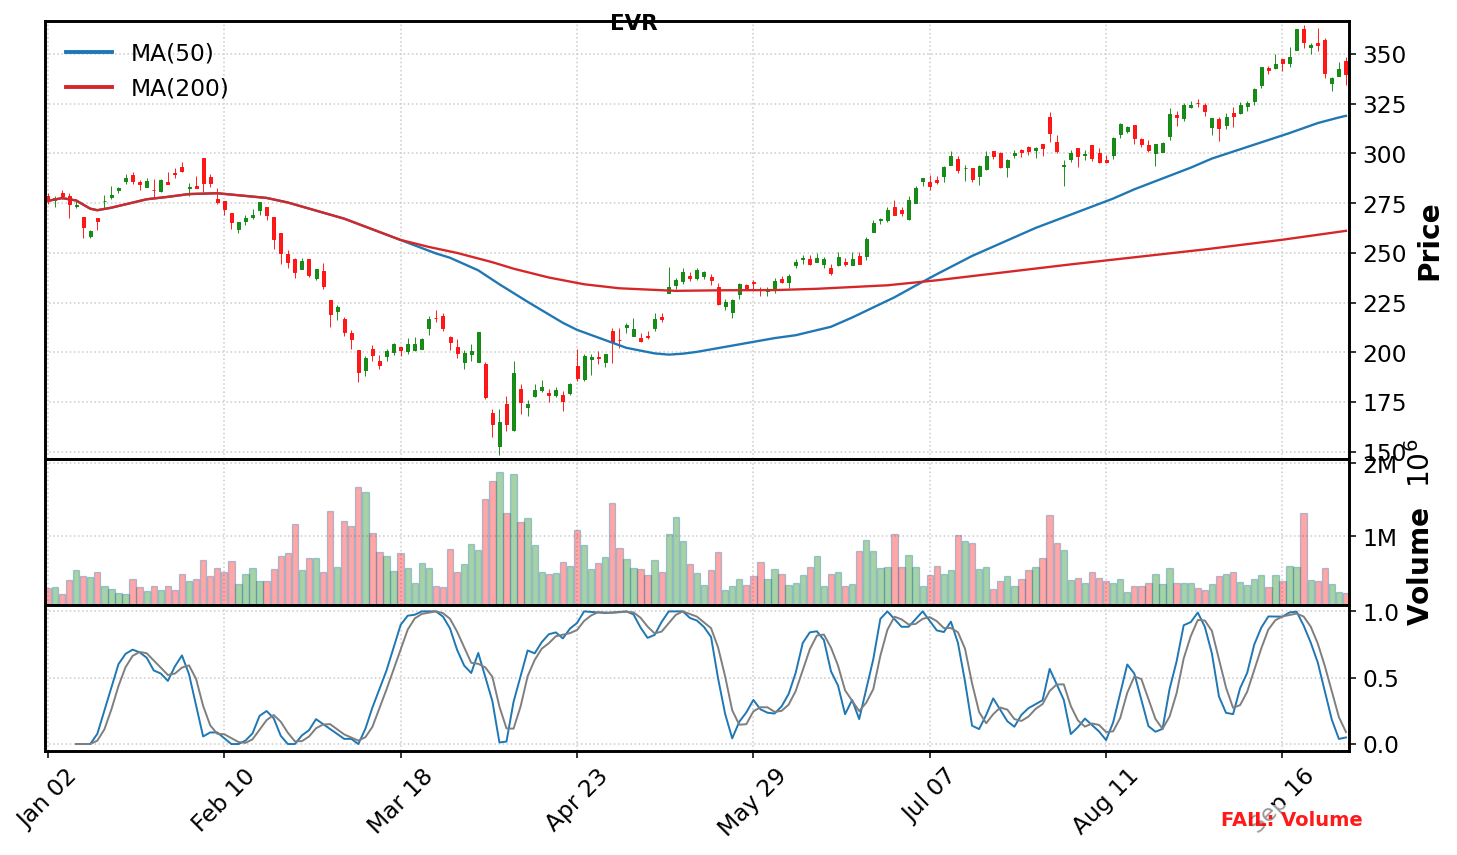 EVR
MA(50)
MA(200)
350
325
300
275
250
225
200
175
150
Price
2M
1M
10^6
Volume
1.0
0.5
0.0
Jan 02
Feb 10
Mar 18
Apr 23
May 29
Jul 07
Aug 11
Sep 16
FAIL: Volume